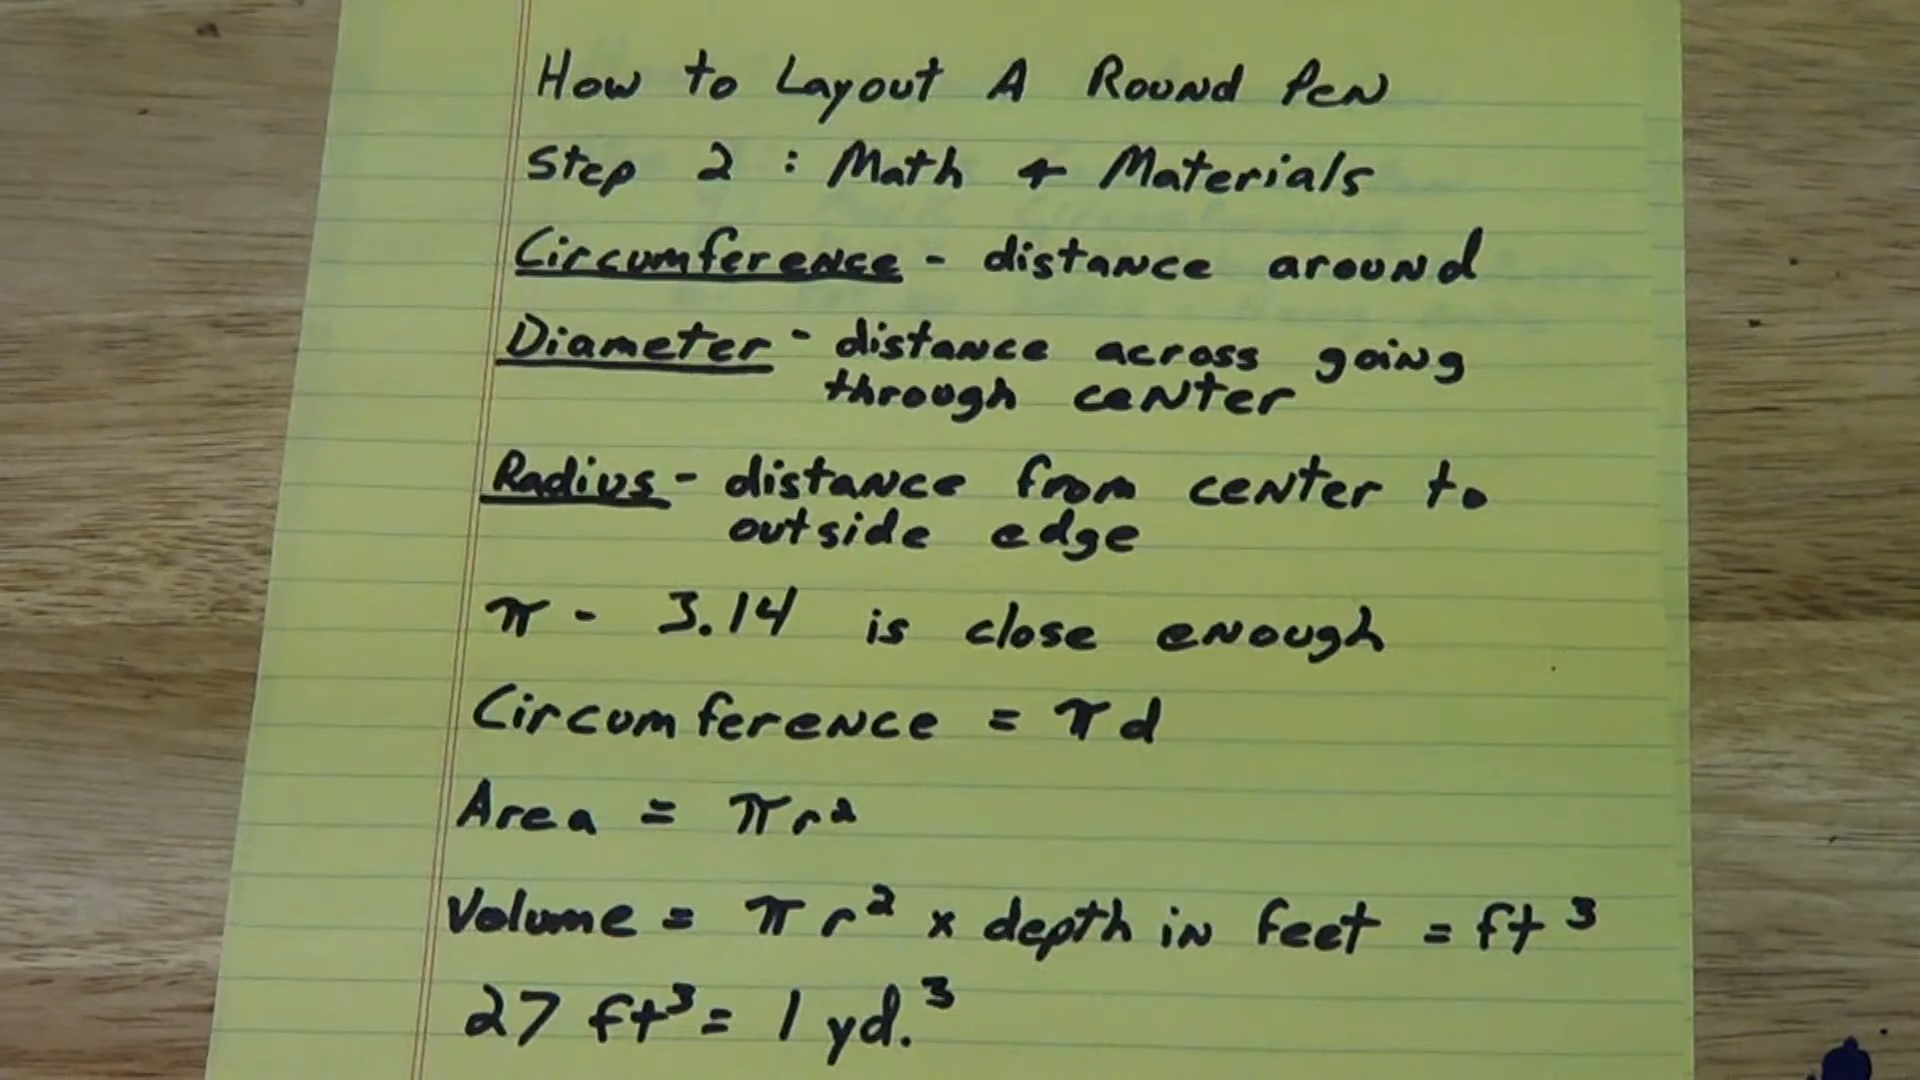 How to Layout A Round Pen
Step 2 : Math & Materials
Circumference - distance around
Diameter - distance across going
through center
Radius - distance from center to
outside edge
π - 3.14 is close enough
Circumference = πd
Area = πr²
Volume = πr² x depth in feet = ft³
27 ft³ = 1 yd.³